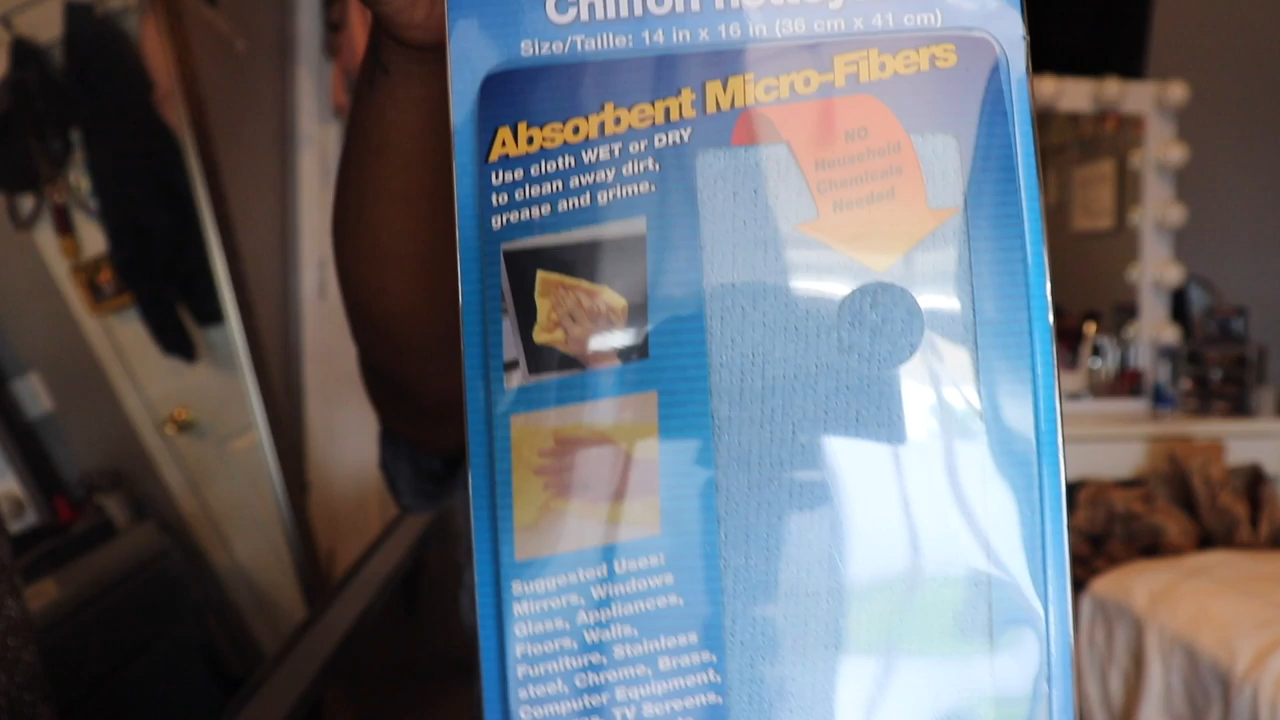 Chiffon
Size/Taille: 14 in x 16 in (36 cm x 41 cm)
Absorbent Micro-Fibers
Use cloth WET or DRY
to clean away dirt,
grease and grime.
NO
Household
Chemicals
Needed
Suggested Uses:
Mirrors, Windows
Glass, Appliances,
Floors, Walls,
Furniture, Stainless
steel, Chrome, Brass,
Computer Equipment,
TV Screens,